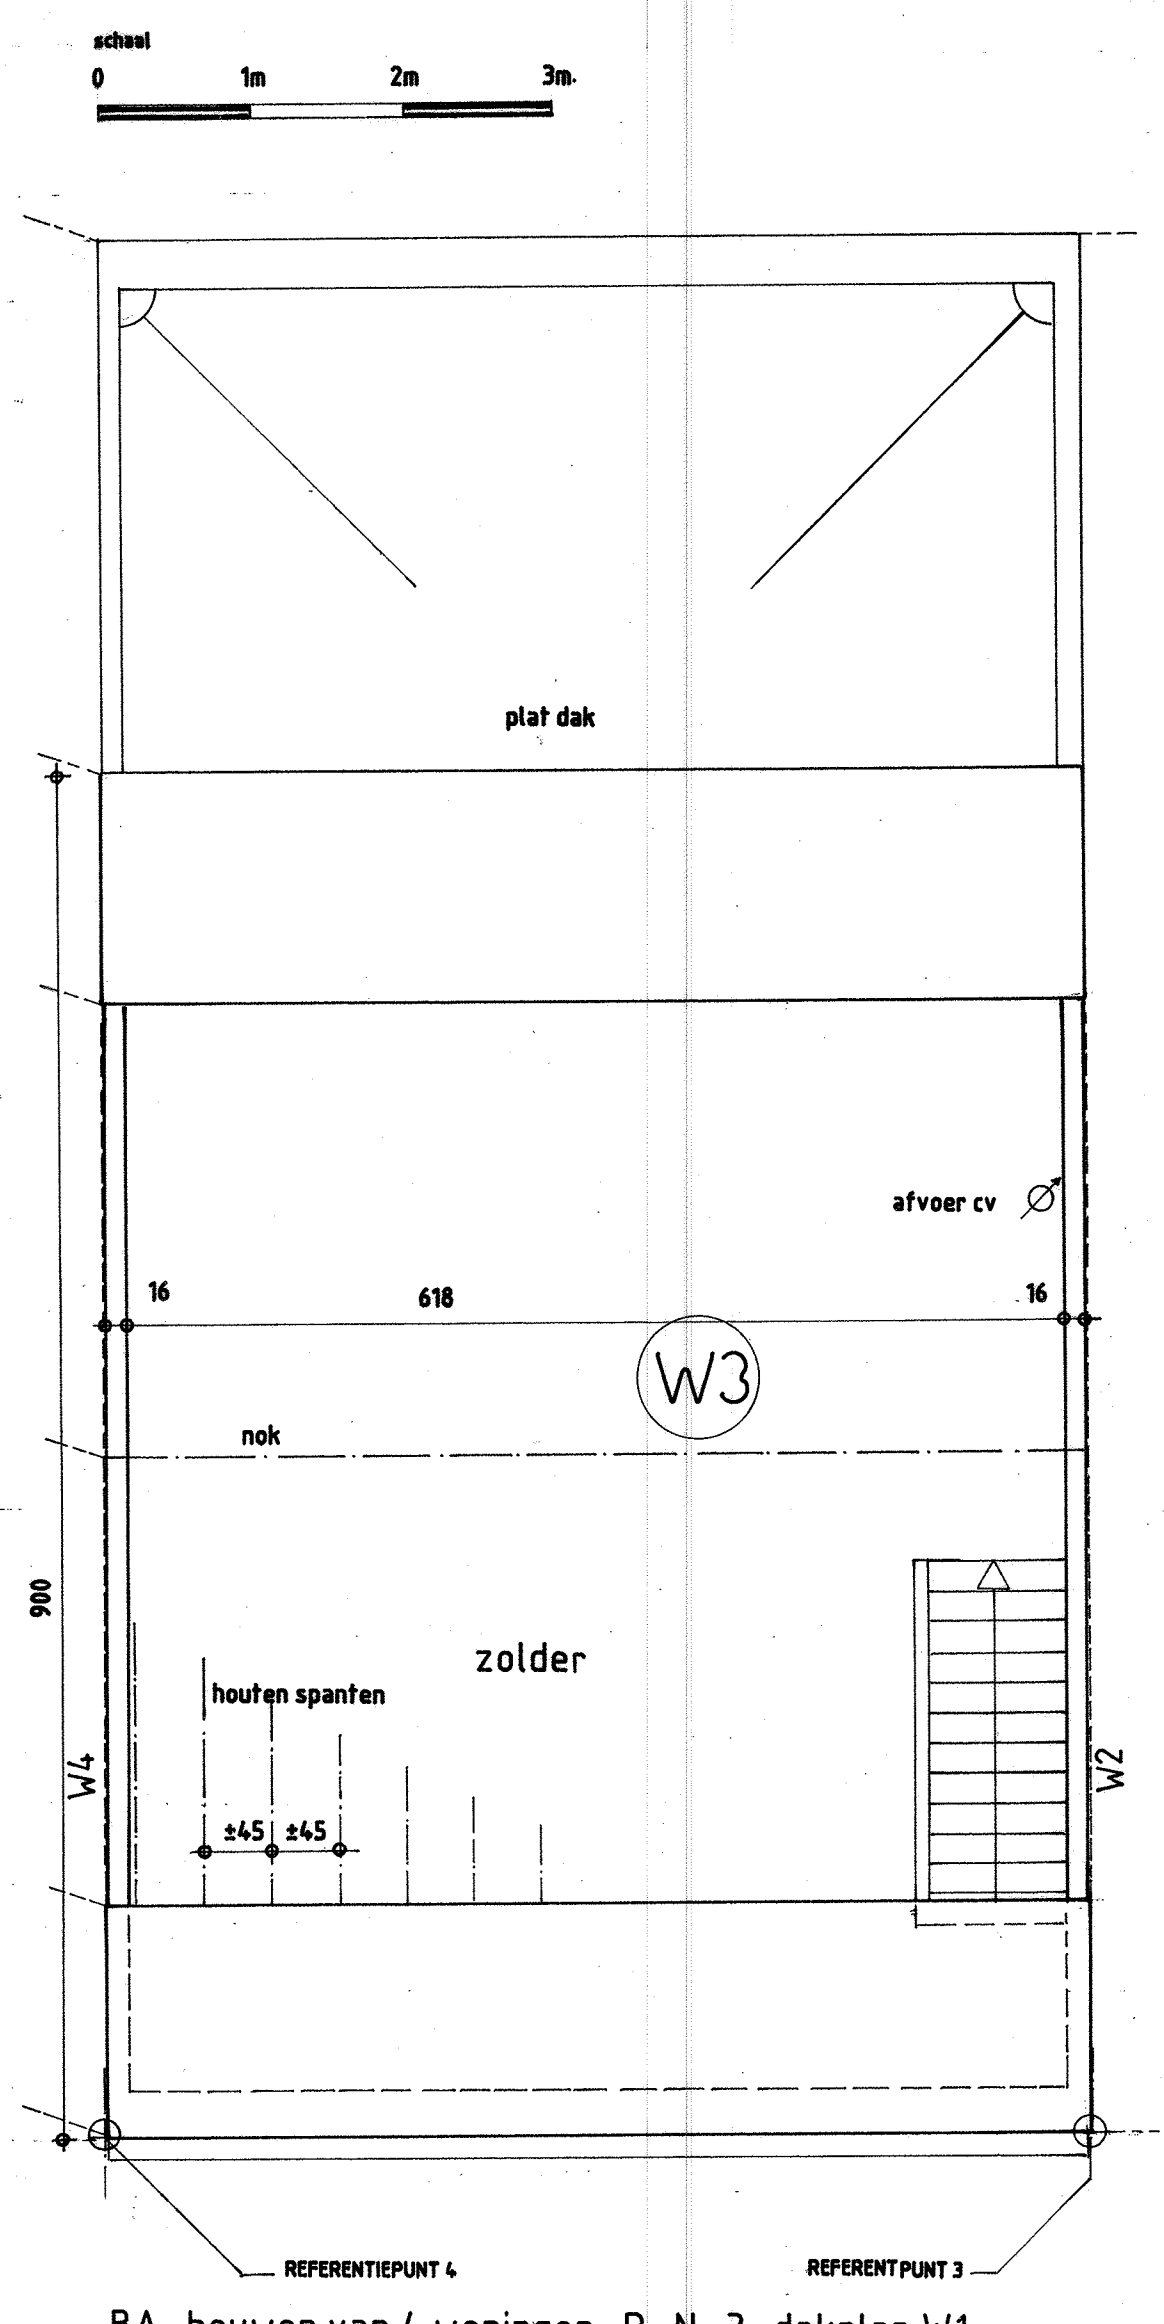 schaal
0 1m 2m 3m.
plat dak
afvoer cv
16 618 16
W3
nok
900
zolder
houten spanten
W4
W2
±45 ±45
REFERENTIEPUNT 4
REFERENTPUNT 3